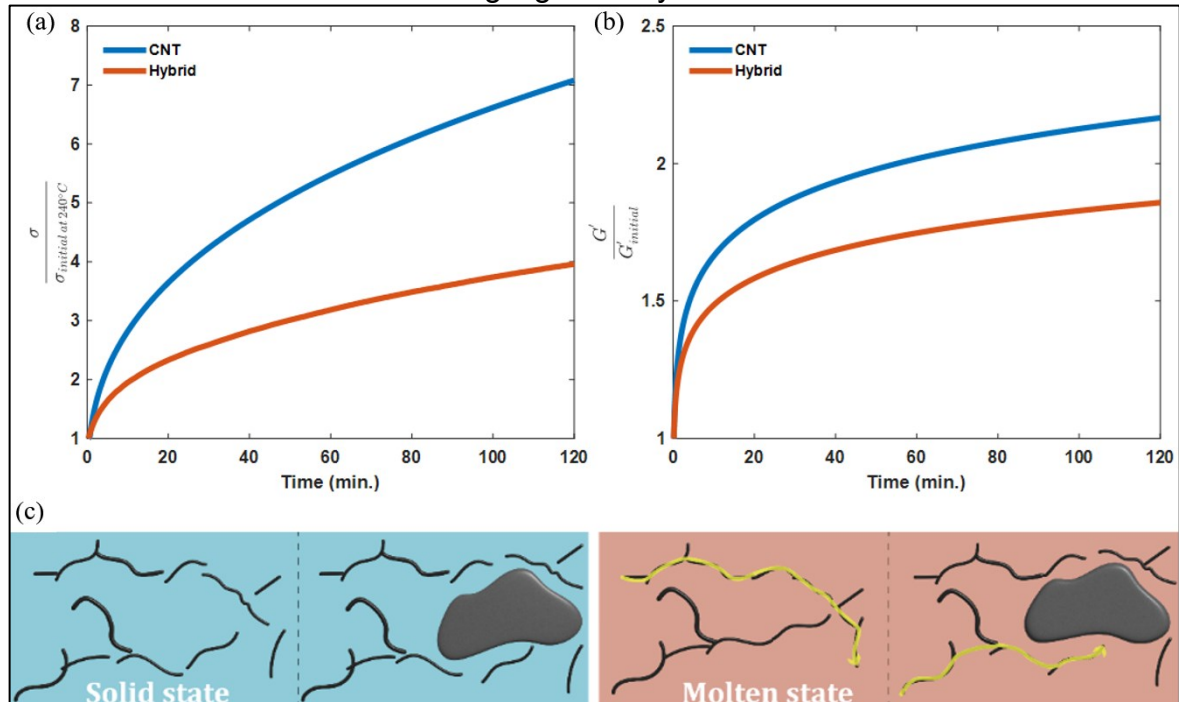 (a)
8
7
6
5
4
3
2
1
CNT
Hybrid
σ
σinitial at 240°C
0 20 40 60 80 100 120
Time (min.)
(b)
2.5
2
1.5
1
CNT
Hybrid
G'
G'initial
0 20 40 60 80 100 120
Time (min.)
(c)
Solid state
Molten state